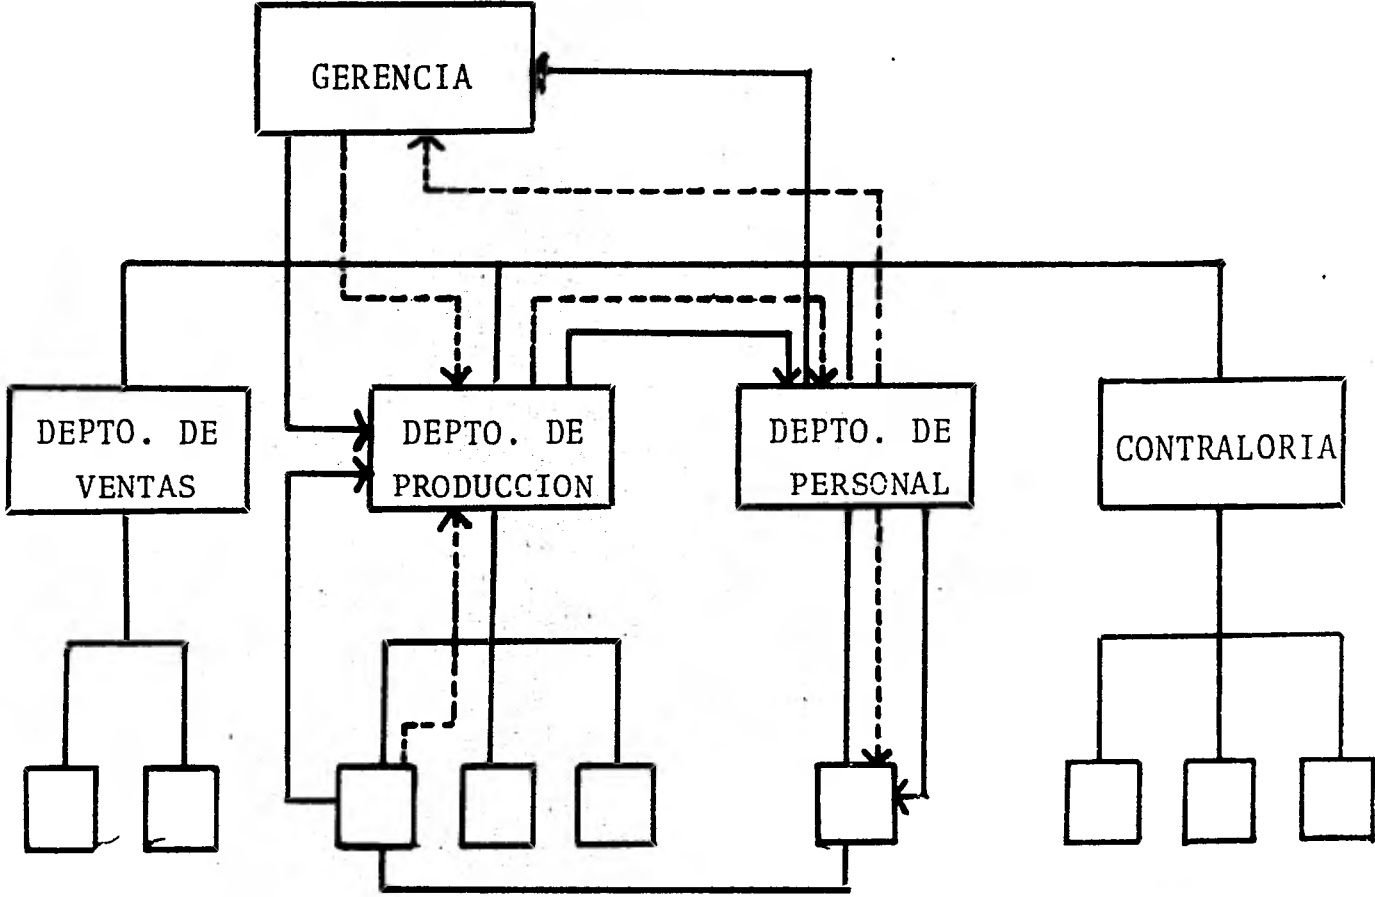 GERENCIA
DEPTO. DE
VENTAS
DEPTO. DE
PRODUCCION
DEPTO. DE
PERSONAL
CONTRALORIA